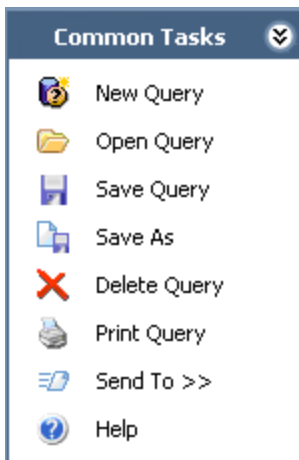 Common Tasks
New Query
Open Query
Save Query
Save As
Delete Query
Print Query
Send To >>
Help